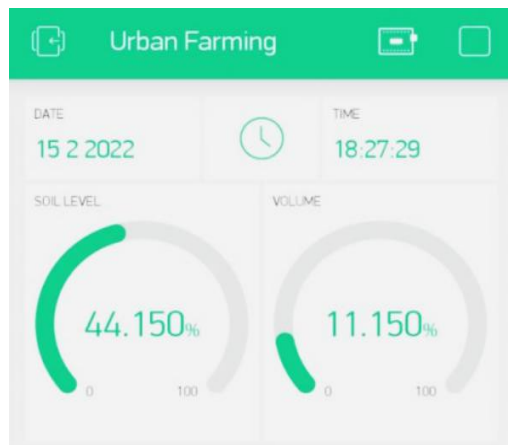 Urban Farming
DATE
15 2 2022
TIME
18:27:29
SOIL LEVEL
44.150%
0
100
VOLUME
11.150%
0
100